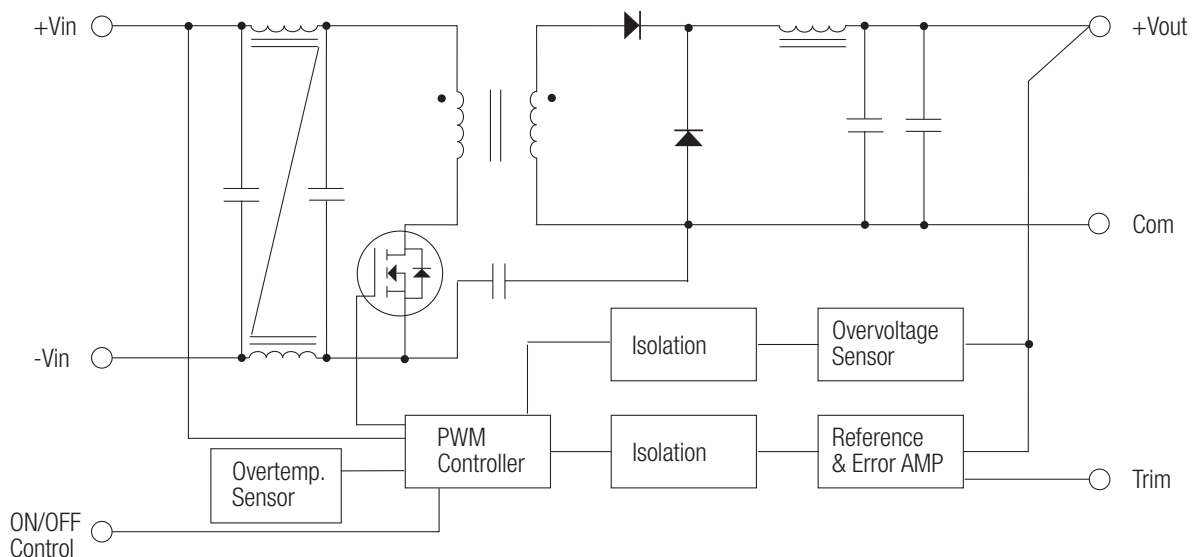 +Vin
+Vout
Com
-Vin
Isolation
Overvoltage
Sensor
PWM
Controller
Isolation
Reference
& Error AMP
Overtemp.
Sensor
Trim
ON/OFF
Control